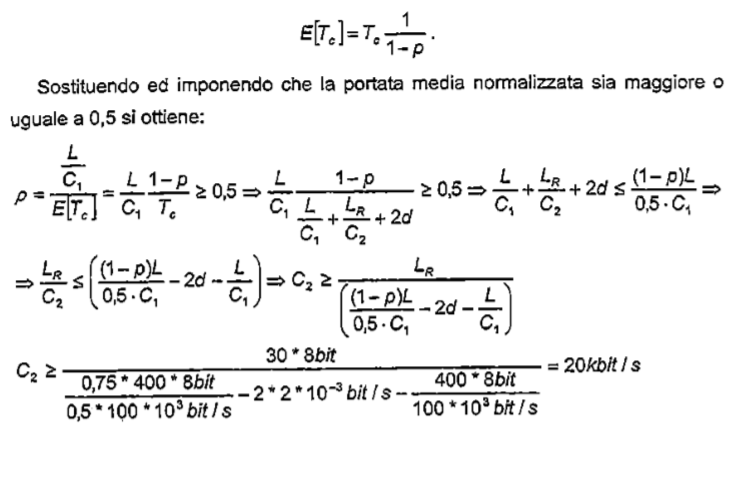 E[T_c] = T_c 1/(1-p) .
Sostituendo ed imponendo che la portata media normalizzata sia maggiore o
uguale a 0,5 si ottiene:
ρ = (L/C_1)/E[T_c] = L/C_1 (1-p)/T_c ≥ 0,5 ⇒ L/C_1 (1-p)/(L/C_1 + L_R/C_2 + 2d) ≥ 0,5 ⇒ L/C_1 + L_R/C_2 + 2d ≤ (1-p)L/(0,5·C_1) ⇒
⇒ L_R/C_2 ≤ ((1-p)L/(0,5·C_1) - 2d - L/C_1) ⇒ C_2 ≥ L_R/((1-p)L/(0,5·C_1) - 2d - L/C_1)
C_2 ≥ (30 * 8bit)/((0,75 * 400 * 8bit)/(0,5 * 100 * 10^3 bit / s) - 2 * 2 * 10^-3 bit / s - (400 * 8bit)/(100 * 10^3 bit / s)) = 20kbit / s